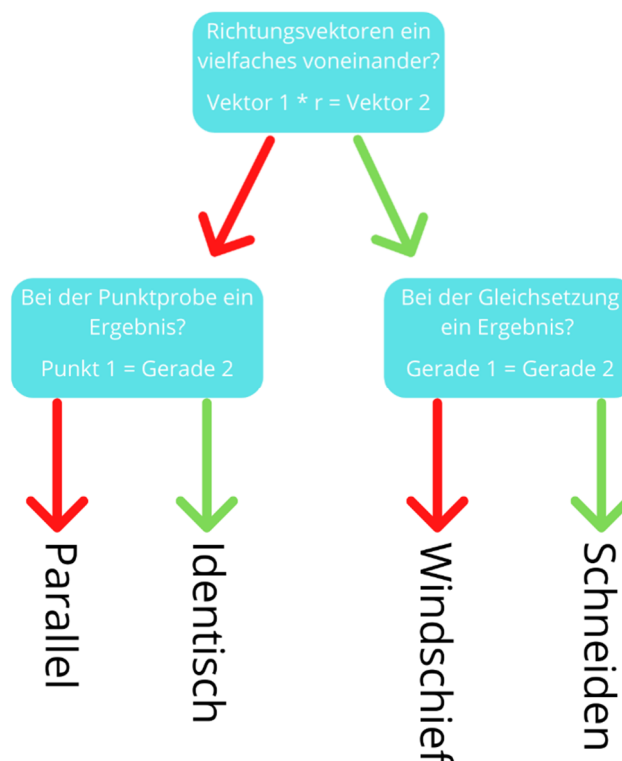 Richtungsvektoren ein
vielfaches voneinander?
Vektor 1 * r = Vektor 2
Bei der Punktprobe ein
Ergebnis?
Punkt 1 = Gerade 2
Bei der Gleichsetzung
ein Ergebnis?
Gerade 1 = Gerade 2
Parallel
Identisch
Windschief
Schneiden